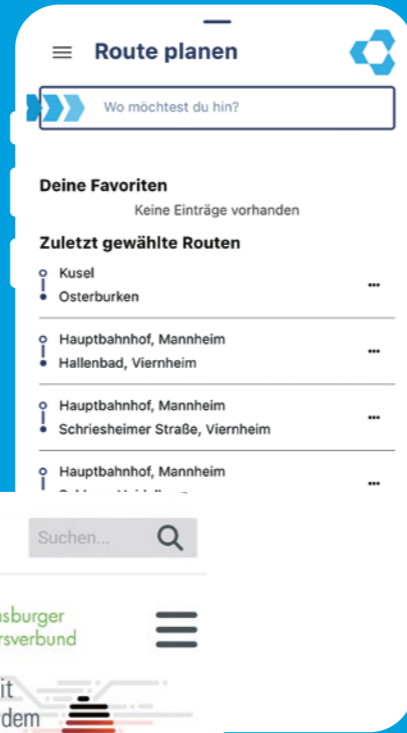 Route planen
Wo möchtest du hin?
Deine Favoriten
Keine Einträge vorhanden
Zuletzt gewählte Routen
Kusel
Osterburken
Hauptbahnhof, Mannheim
Hallenbad, Viernheim
Hauptbahnhof, Mannheim
Schriesheimer Straße, Viernheim
Hauptbahnhof, Mannheim
Suchen...
sburger
rsverbund
it
dem